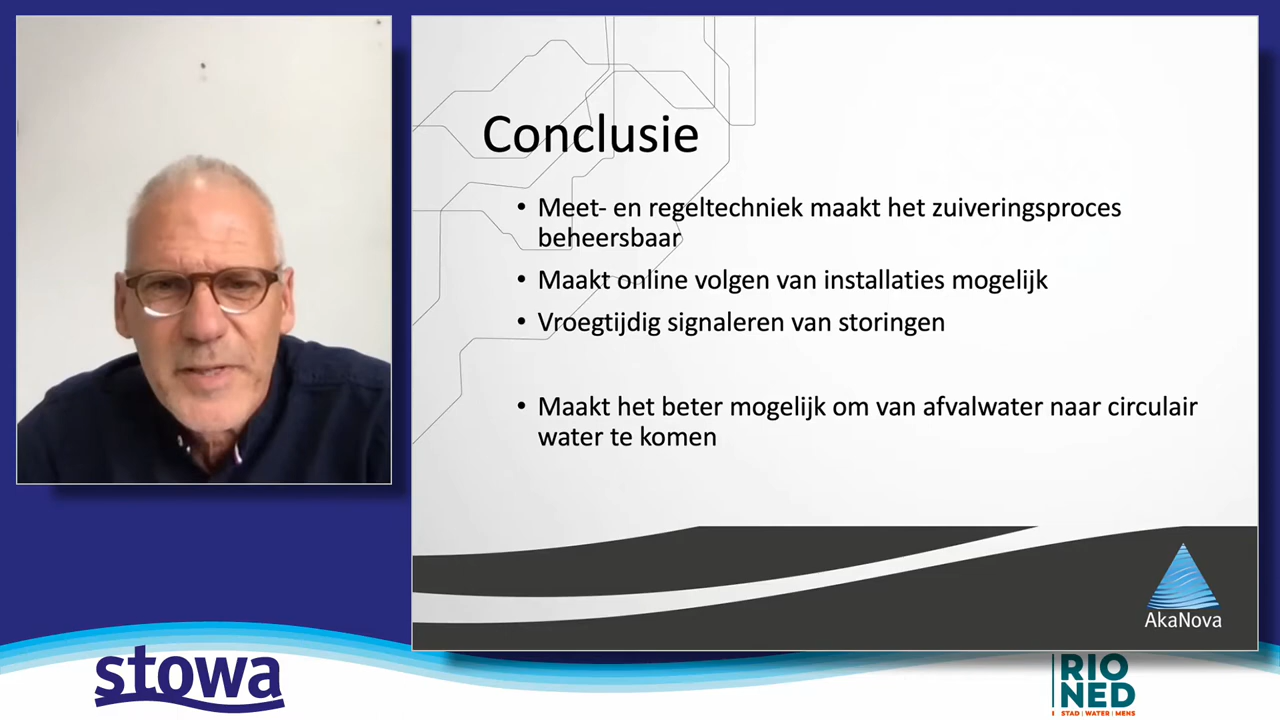 Conclusie
• Meet- en regeltechniek maakt het zuiveringsproces
beheersbaar
• Maakt online volgen van installaties mogelijk
• Vroegtijdig signaleren van storingen
• Maakt het beter mogelijk om van afvalwater naar circulair
water te komen
AkaNova
stowa
RIO
NED
STAD | WATER | MENS